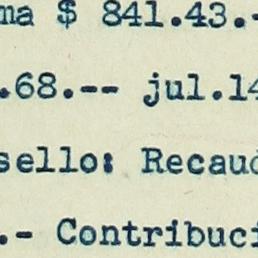 ma $ 841.43.-
.68.-- jul.14
sello: Recaud
.- Contribuci